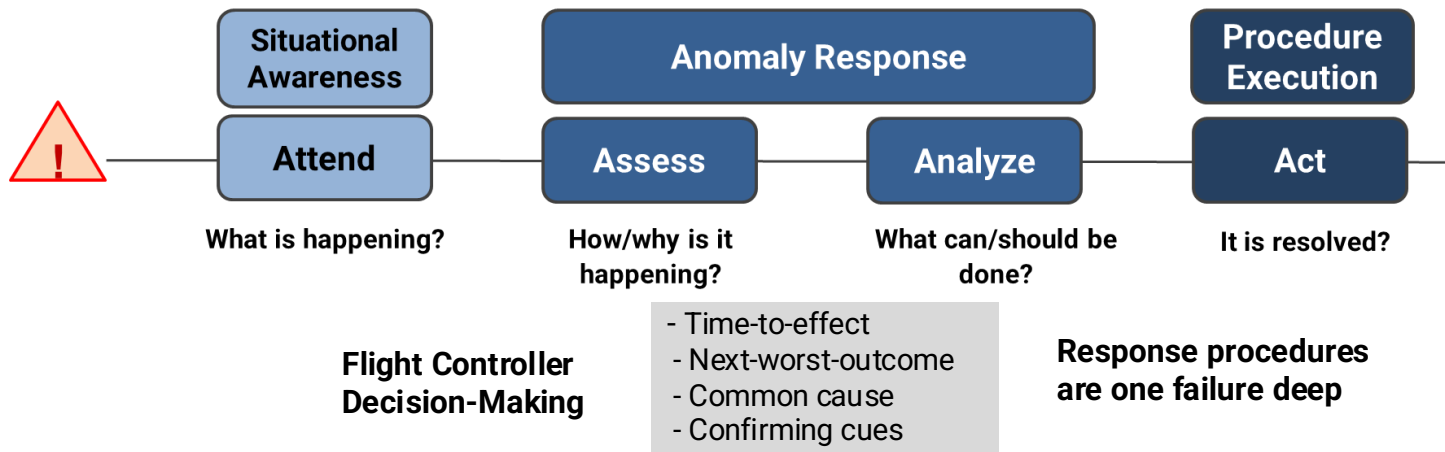 Situational
Awareness
Anomaly Response
Procedure
Execution
!
Attend
Assess
Analyze
Act
What is happening?
How/why is it
happening?
What can/should be
done?
It is resolved?
Flight Controller
Decision-Making
- Time-to-effect
- Next-worst-outcome
- Common cause
- Confirming cues
Response procedures
are one failure deep